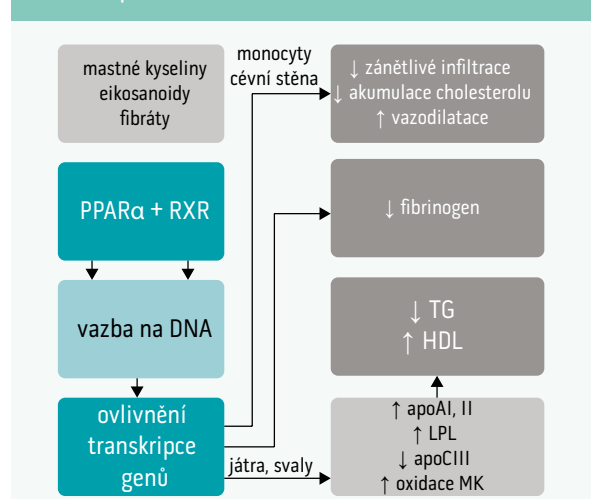 mastné kyseliny
eikosanoidy
fibráty
monocyty
cévní stěna
↓ zánětlivé infiltrace
↓ akumulace cholesterolu
↑ vazodilatace
PPARα + RXR
↓ fibrinogen
vazba na DNA
↓ TG
↑ HDL
ovlivnění
transkripce
genů
játra, svaly
↑ apoAI, II
↑ LPL
↓ apoCIII
↑ oxidace MK